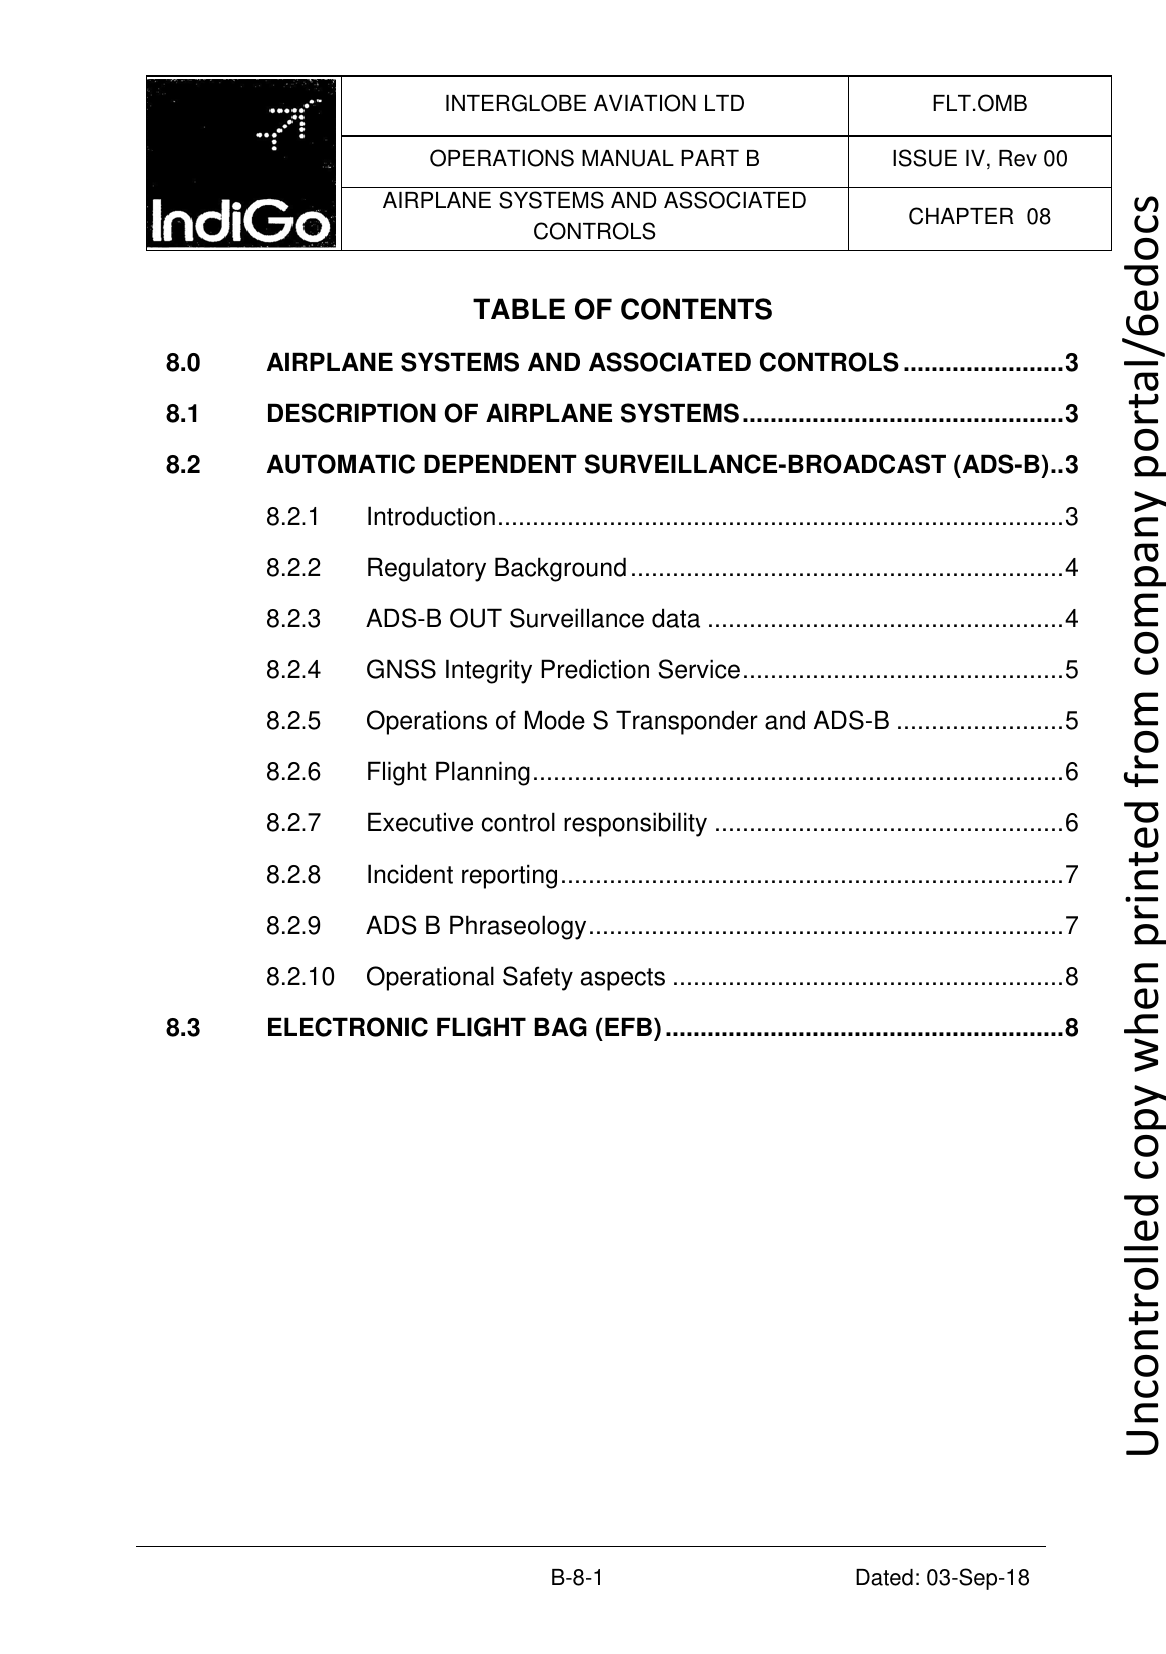 IndiGo
INTERGLOBE AVIATION LTD
FLT.OMB
OPERATIONS MANUAL PART B
ISSUE IV, Rev 00
AIRPLANE SYSTEMS AND ASSOCIATED
CONTROLS
CHAPTER  08
TABLE OF CONTENTS
8.0 AIRPLANE SYSTEMS AND ASSOCIATED CONTROLS.......................3
8.1 DESCRIPTION OF AIRPLANE SYSTEMS..............................................3
8.2 AUTOMATIC DEPENDENT SURVEILLANCE-BROADCAST (ADS-B)..3
8.2.1 Introduction.................................................................................3
8.2.2 Regulatory Background..............................................................4
8.2.3 ADS-B OUT Surveillance data ...................................................4
8.2.4 GNSS Integrity Prediction Service..............................................5
8.2.5 Operations of Mode S Transponder and ADS-B ........................5
8.2.6 Flight Planning............................................................................6
8.2.7 Executive control responsibility ..................................................6
8.2.8 Incident reporting........................................................................7
8.2.9 ADS B Phraseology....................................................................7
8.2.10 Operational Safety aspects ........................................................8
8.3 ELECTRONIC FLIGHT BAG (EFB).........................................................8
B-8-1
Dated: 03-Sep-18
Uncontrolled copy when printed from company portal/6edocs